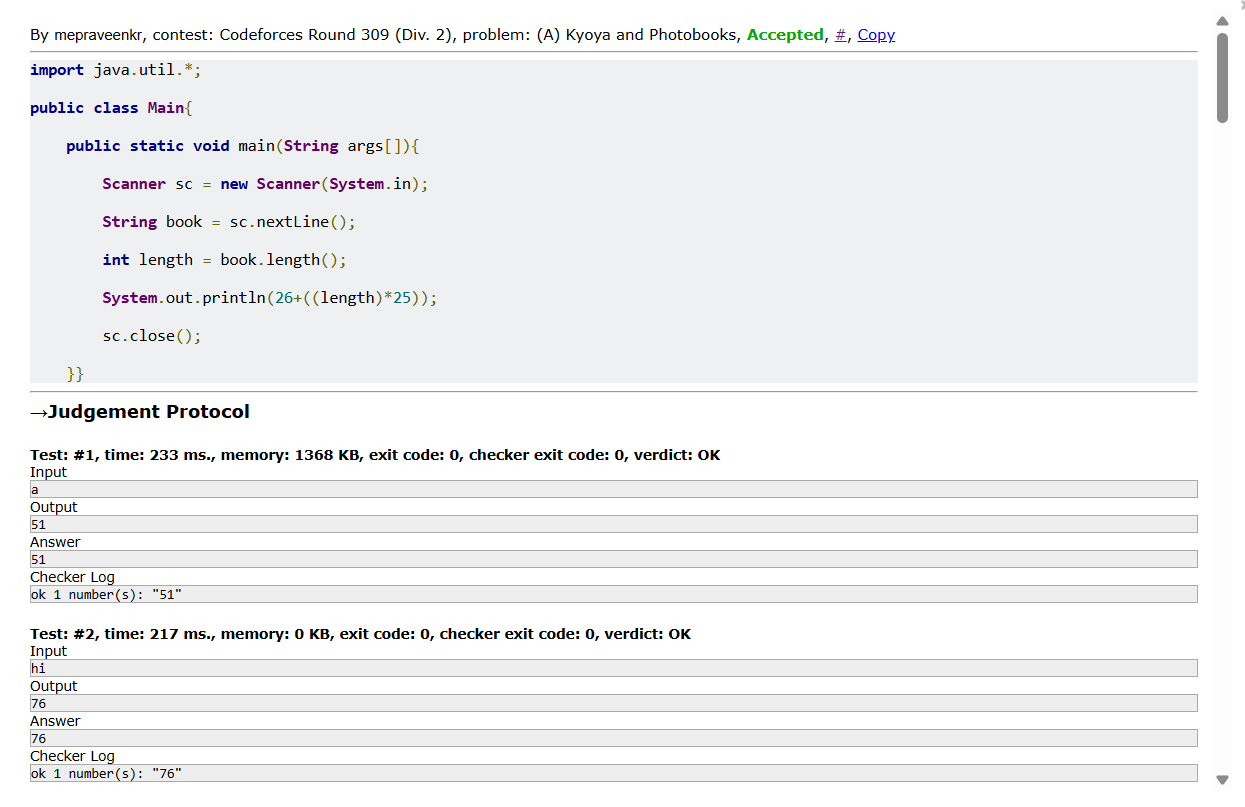 By mepraveenkr, contest: Codeforces Round 309 (Div. 2), problem: (A) Kyoya and Photobooks, Accepted, #, Copy
import java.util.*;
public class Main{
public static void main(String args[]){
Scanner sc = new Scanner(System.in);
String book = sc.nextLine();
int length = book.length();
System.out.println(26+((length)*25));
sc.close();
}}
→Judgement Protocol
Test: #1, time: 233 ms., memory: 1368 KB, exit code: 0, checker exit code: 0, verdict: OK
Input
a
Output
51
Answer
51
Checker Log
ok 1 number(s): "51"
Test: #2, time: 217 ms., memory: 0 KB, exit code: 0, checker exit code: 0, verdict: OK
Input
hi
Output
76
Answer
76
Checker Log
ok 1 number(s): "76"